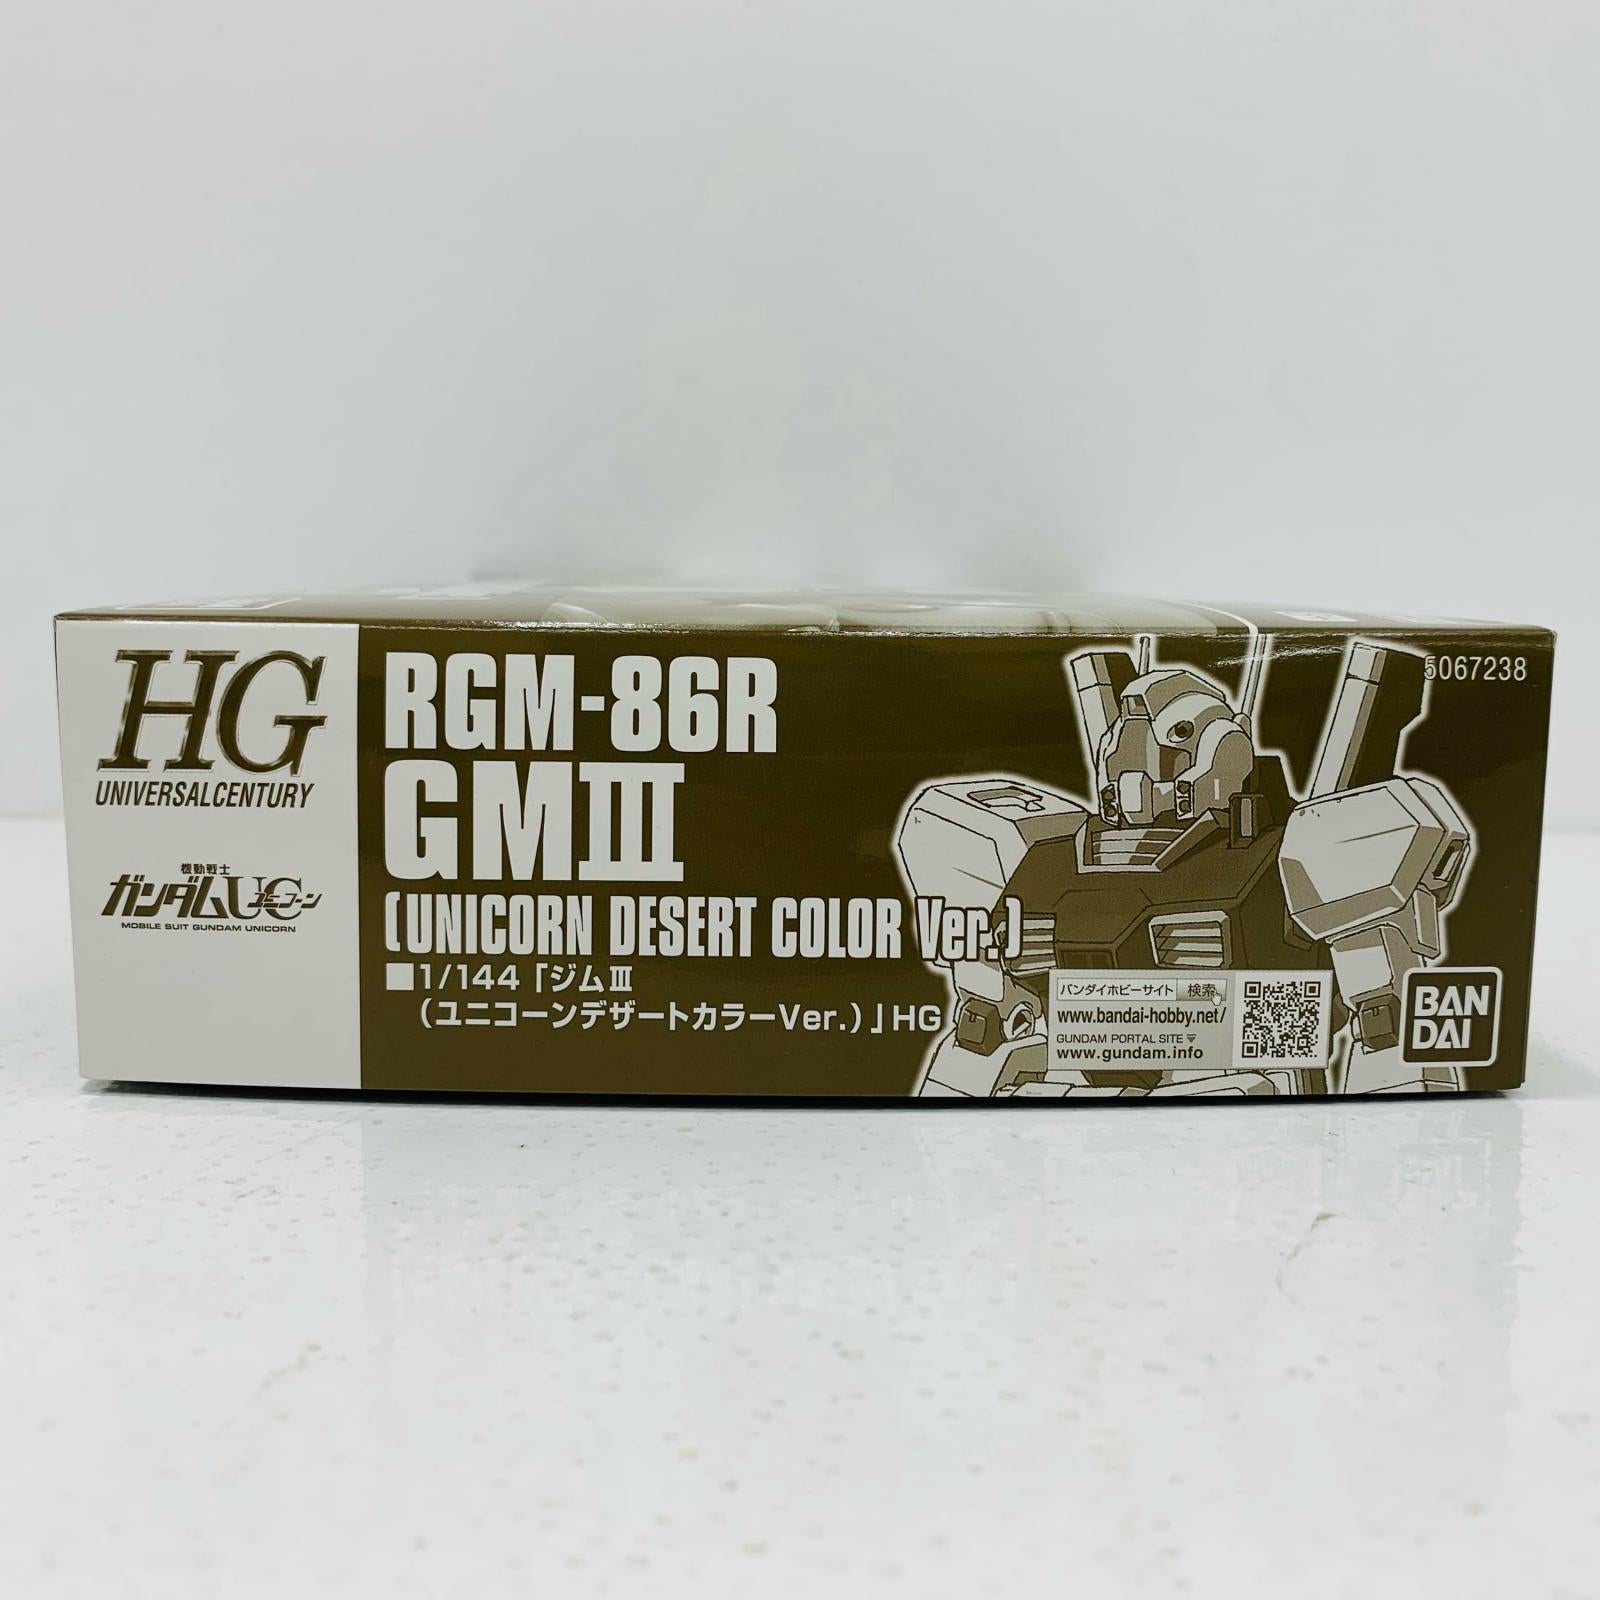 HG
UNIVERSAL CENTURY
機動戦士
ガンダムUC
ユニコーン
MOBILE SUIT GUNDAM UNICORN
RGM-86R
GMⅢ
(UNICORN DESERT COLOR Ver.)
■1/144「ジムⅢ
(ユニコーンデザートカラーVer.)」HG
5067238
バンダイホビーサイト 検索
www.bandai-hobby.net/
GUNDAM PORTAL SITE▼
www.gundam.info
BAN
DAI